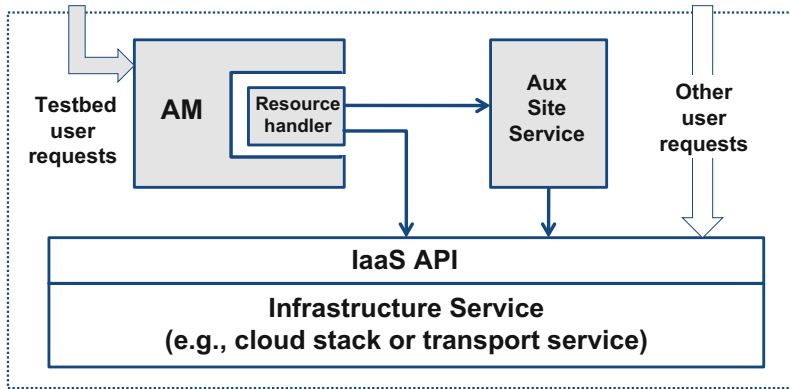 Testbed
user
requests
AM
Resource
handler
Aux
Site
Service
Other
user
requests
IaaS API
Infrastructure Service
(e.g., cloud stack or transport service)